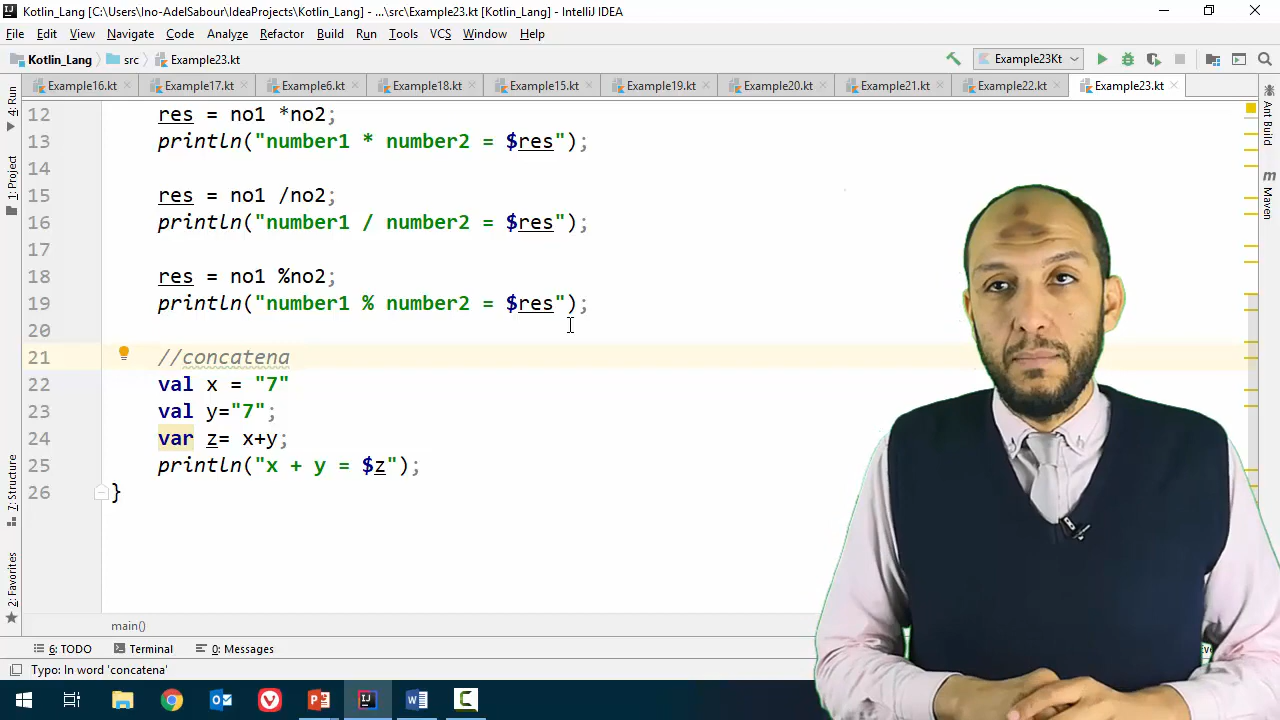 Kotlin_Lang [C:\Users\Ino-AdelSabour\IdeaProjects\Kotlin_Lang] - ...\src\Example23.kt [Kotlin_Lang] - IntelliJ IDEA
File Edit View Navigate Code Analyze Refactor Build Run Tools VCS Window Help
Kotlin_Lang src Example23.kt Example23Kt
Example16.kt Example17.kt Example6.kt Example18.kt Example15.kt Example19.kt Example20.kt Example21.kt Example22.kt Example23.kt
4: Run
1: Project
7: Structure
2: Favorites
12 res = no1 *no2;
13 println("number1 * number2 = $res");
14
15 res = no1 /no2;
16 println("number1 / number2 = $res");
17
18 res = no1 %no2;
19 println("number1 % number2 = $res");
20
21 //concatena
22 val x = "7"
23 val y="7";
24 var z= x+y;
25 println("x + y = $z");
26 }
Ant Build
Maven
main()
6: TODO Terminal 0: Messages
Typo: In word 'concatena'